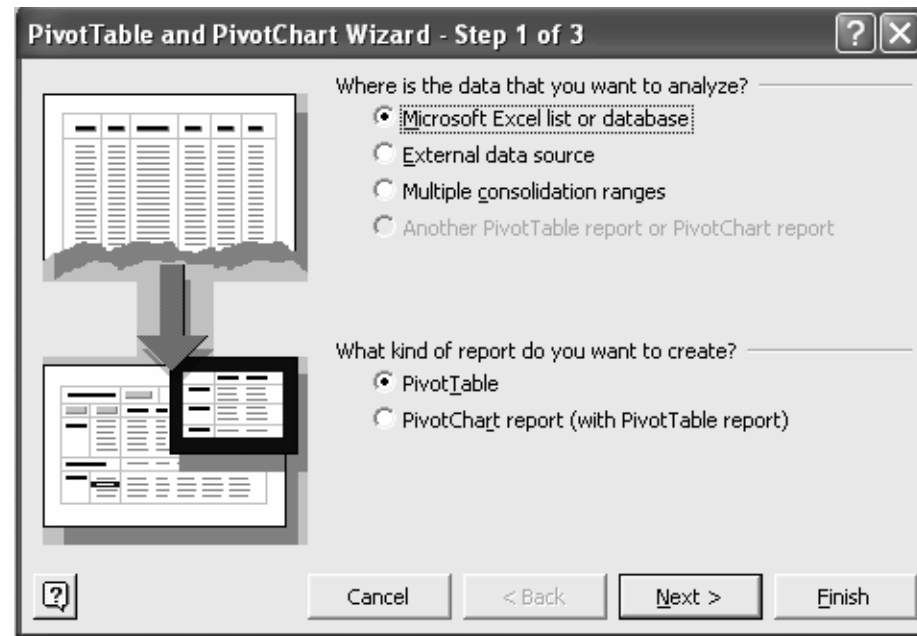 PivotTable and PivotChart Wizard - Step 1 of 3
Where is the data that you want to analyze?
Microsoft Excel list or database
External data source
Multiple consolidation ranges
Another PivotTable report or PivotChart report
What kind of report do you want to create?
PivotTable
PivotChart report (with PivotTable report)
Cancel
< Back
Next >
Finish